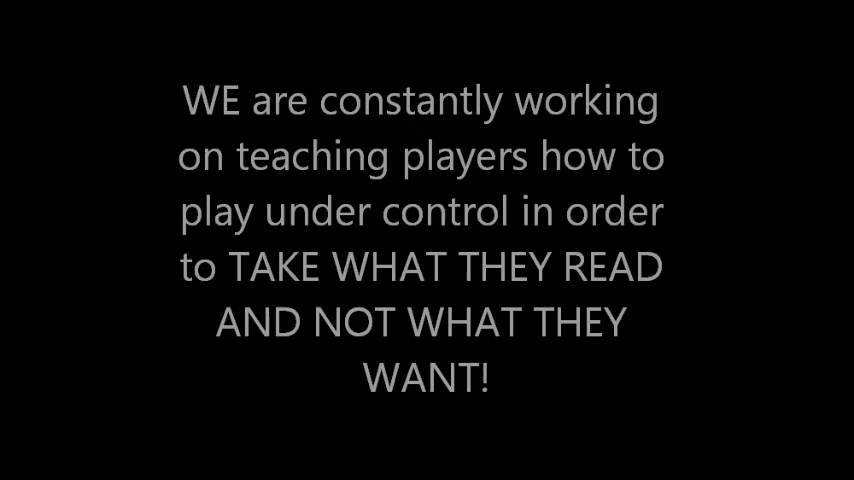 WE are constantly working
on teaching players how to
play under control in order
to TAKE WHAT THEY READ
AND NOT WHAT THEY
WANT!